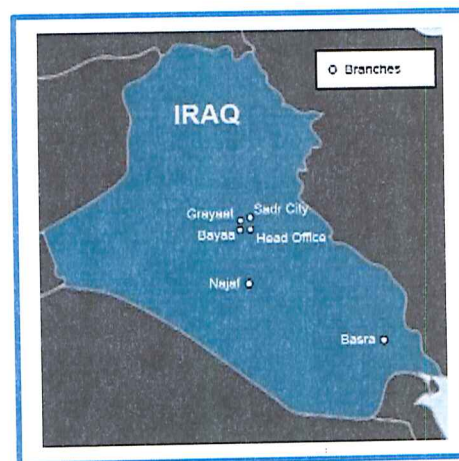 Branches
IRAQ
Grayaat
Sadr City
Bayaa
Head Office
Najaf
Basra